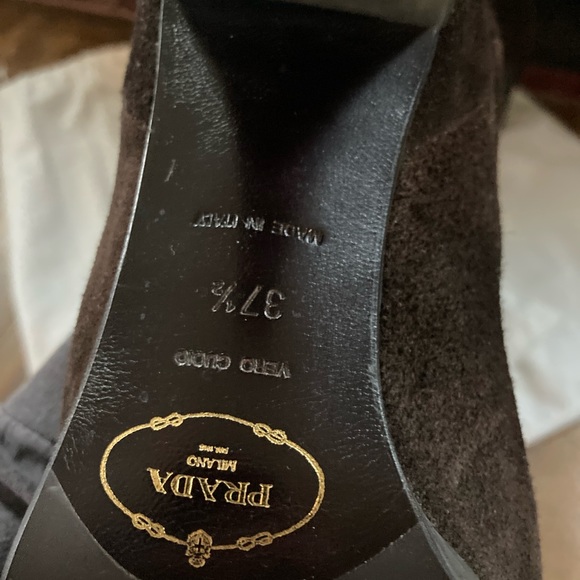 PRADA
MILANO
VERO CUOIO
37½
MADE IN ITALY